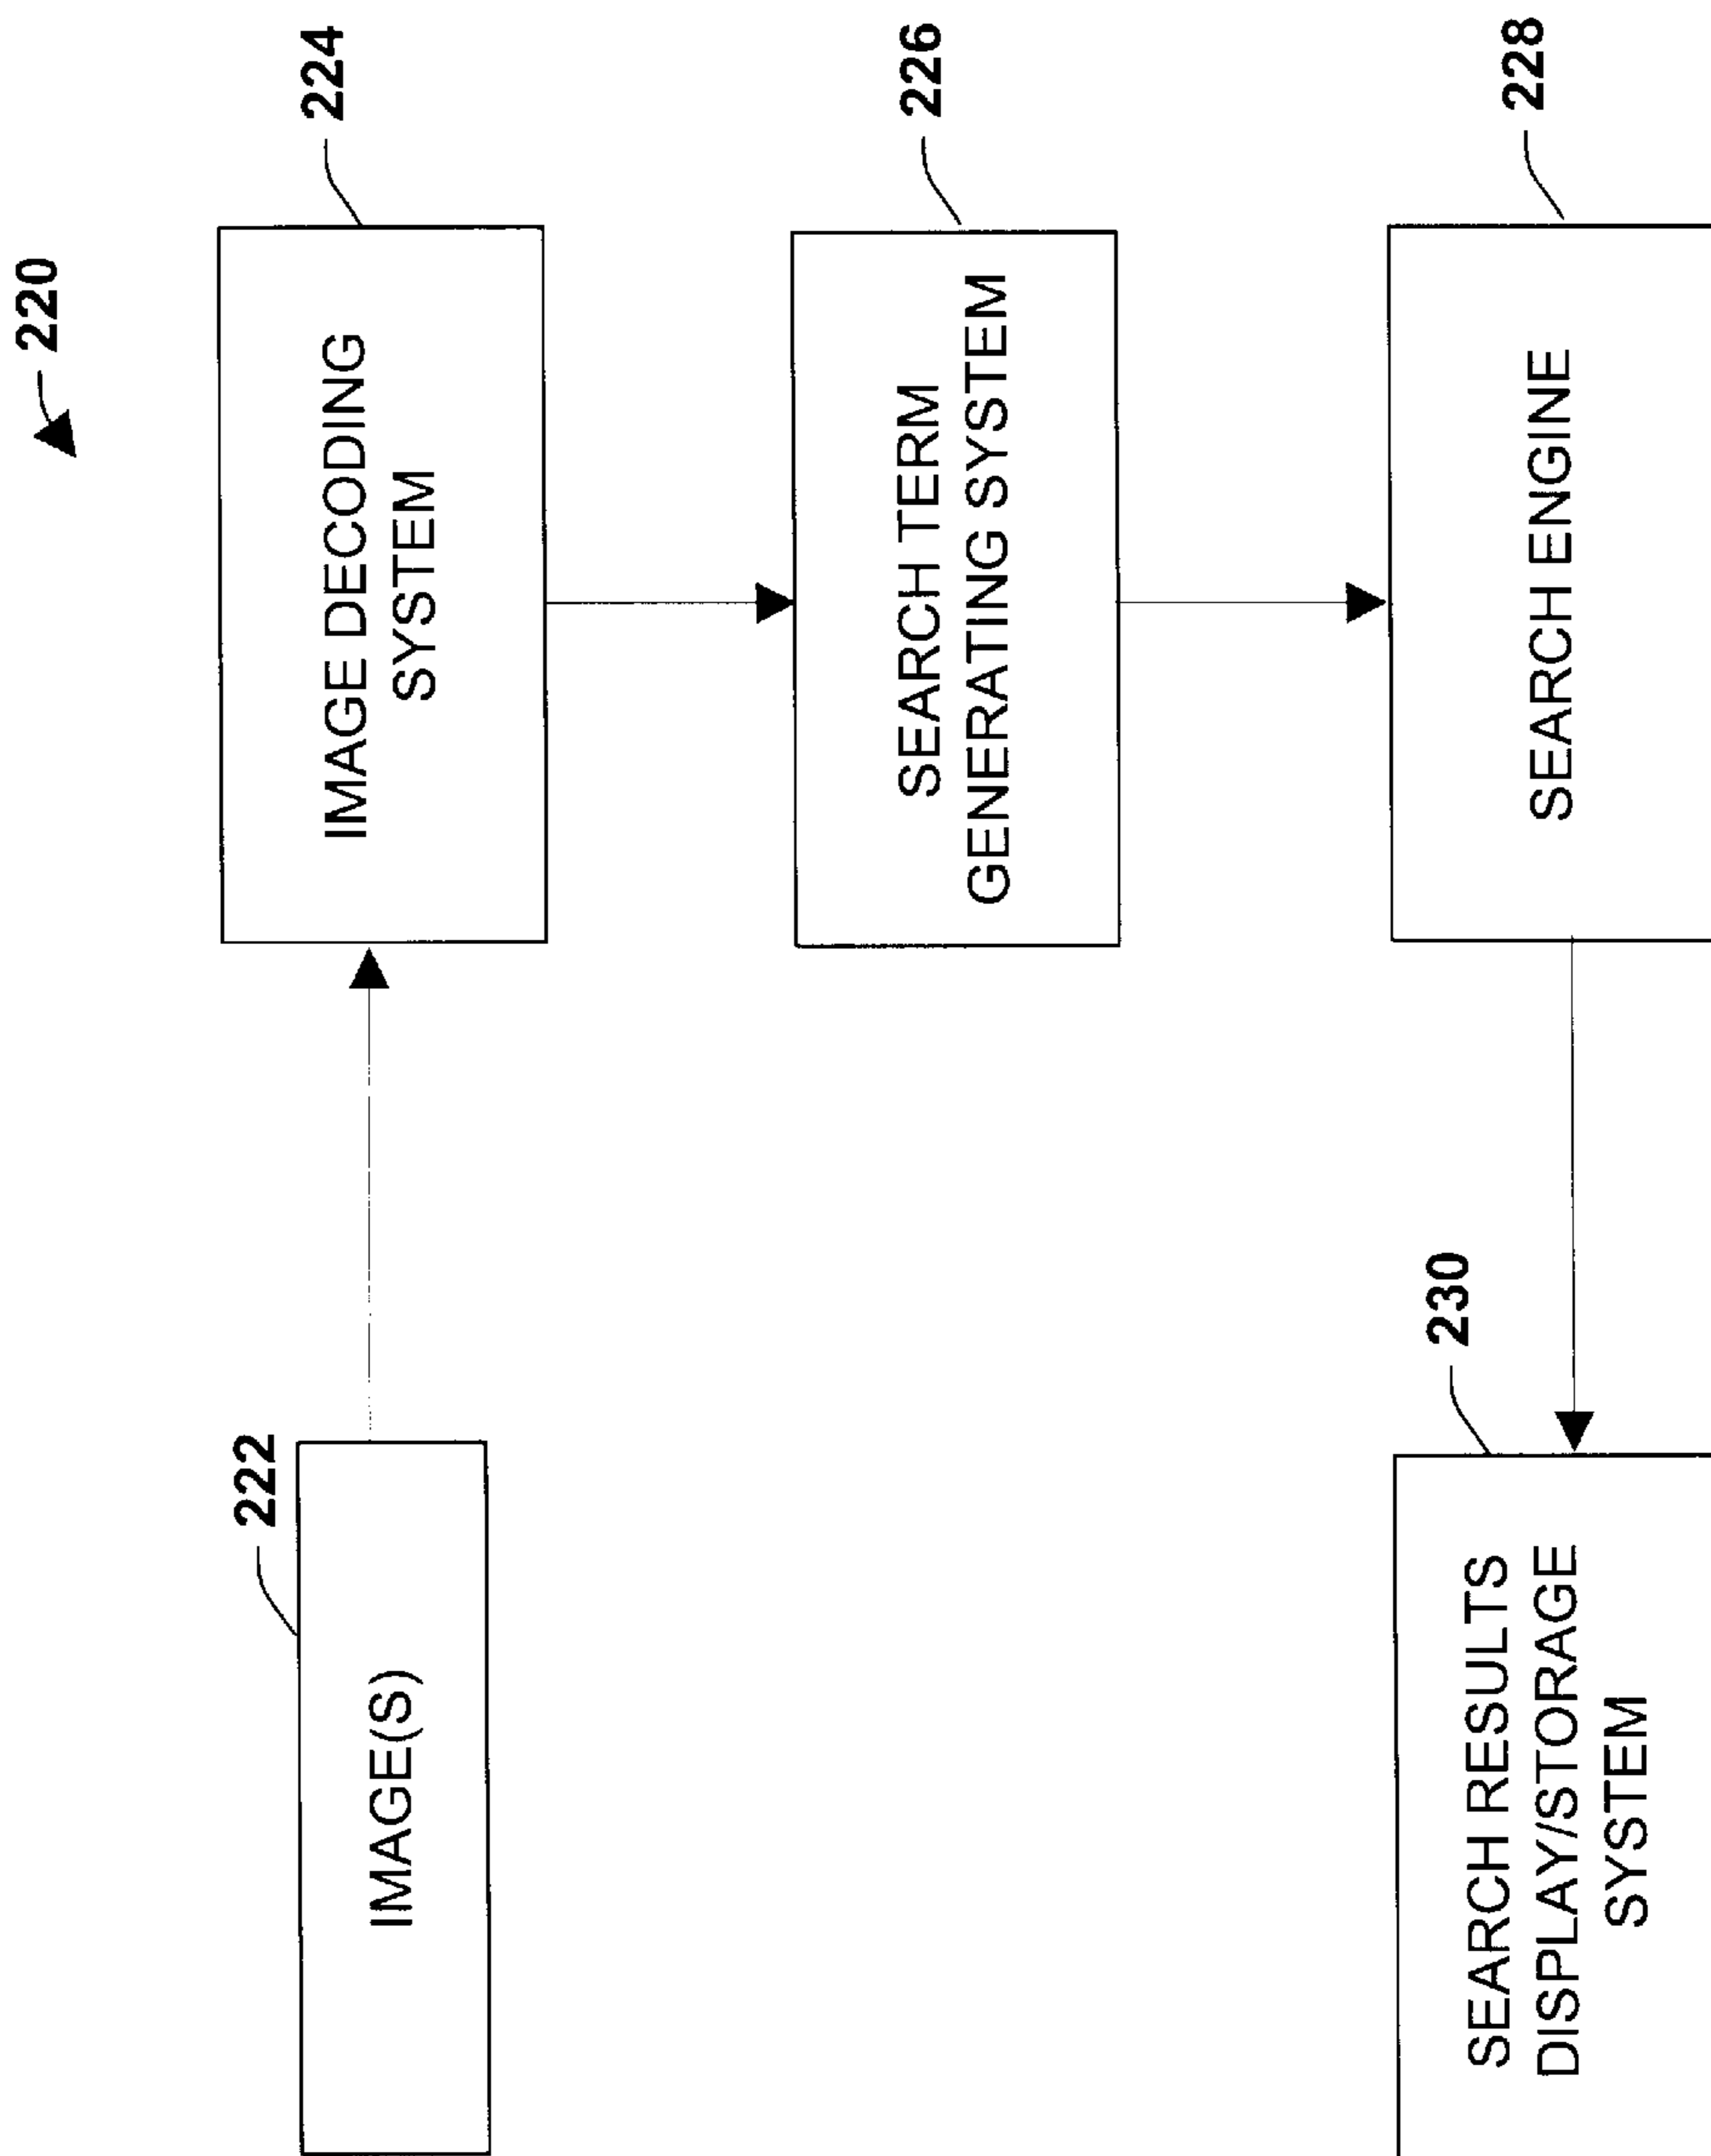 220
222
IMAGE(S)
224
IMAGE DECODING
SYSTEM
226
SEARCH TERM
GENERATING SYSTEM
228
SEARCH ENGINE
230
SEARCH RESULTS
DISPLAY/STORAGE
SYSTEM